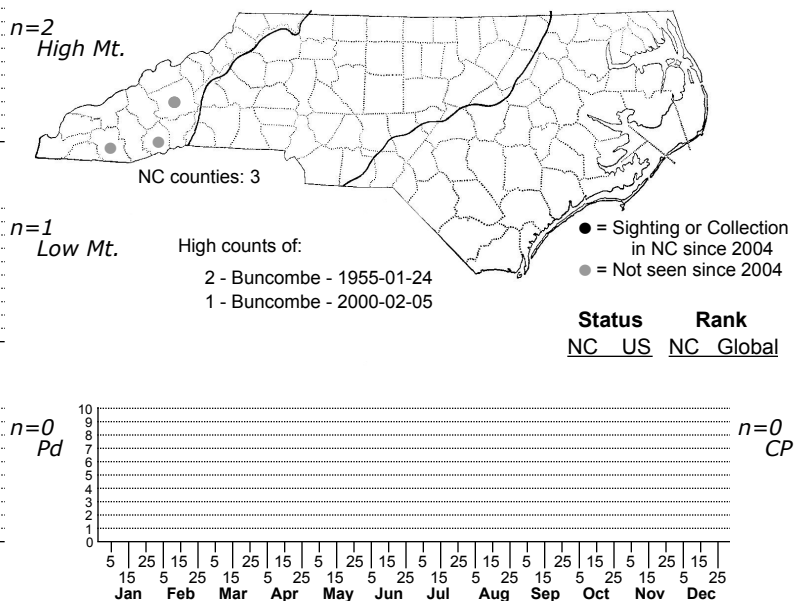 n=2
High Mt.
NC counties: 3
n=1
Low Mt.
High counts of:
2 - Buncombe - 1955-01-24
1 - Buncombe - 2000-02-05
● = Sighting or Collection
in NC since 2004
● = Not seen since 2004
Status Rank
NC US NC Global
n=0
Pd
10
9
8
7
6
5
4
3
2
1
0
n=0
CP
5 15 25 5 15 25 5 15 25 5 15 25 5 15 25 5 15 25
15 5 25 15 5 25 15 5 25 15 5 25 15 5 25 15 5 25
Jan Feb Mar Apr May Jun Jul Aug Sep Oct Nov Dec